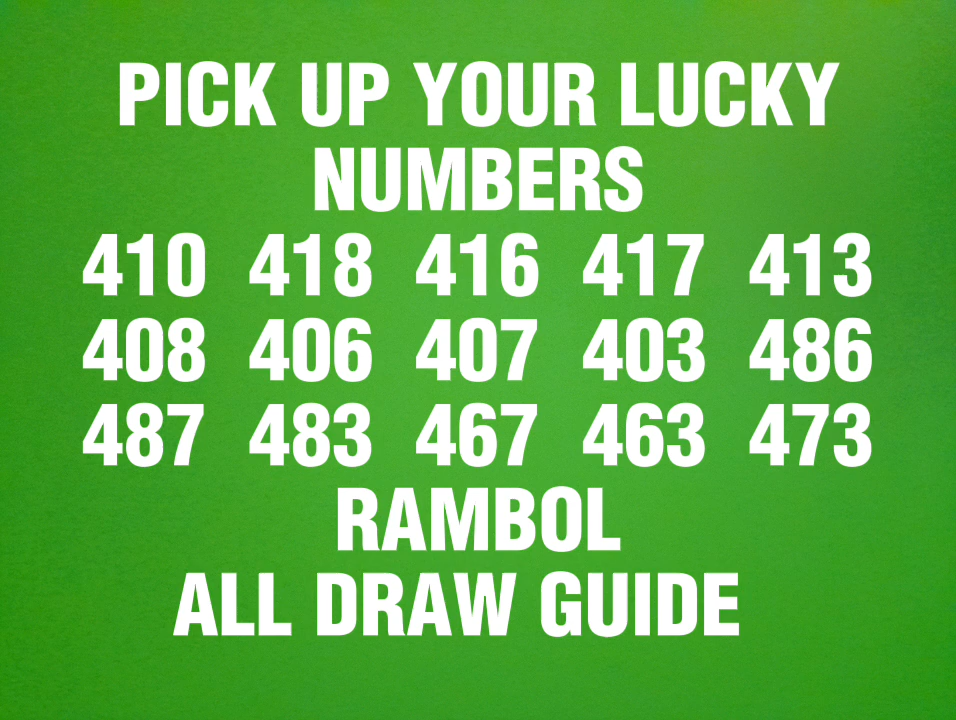 PICK UP YOUR LUCKY
NUMBERS
410 418 416 417 413
408 406 407 403 486
487 483 467 463 473
RAMBOL
ALL DRAW GUIDE